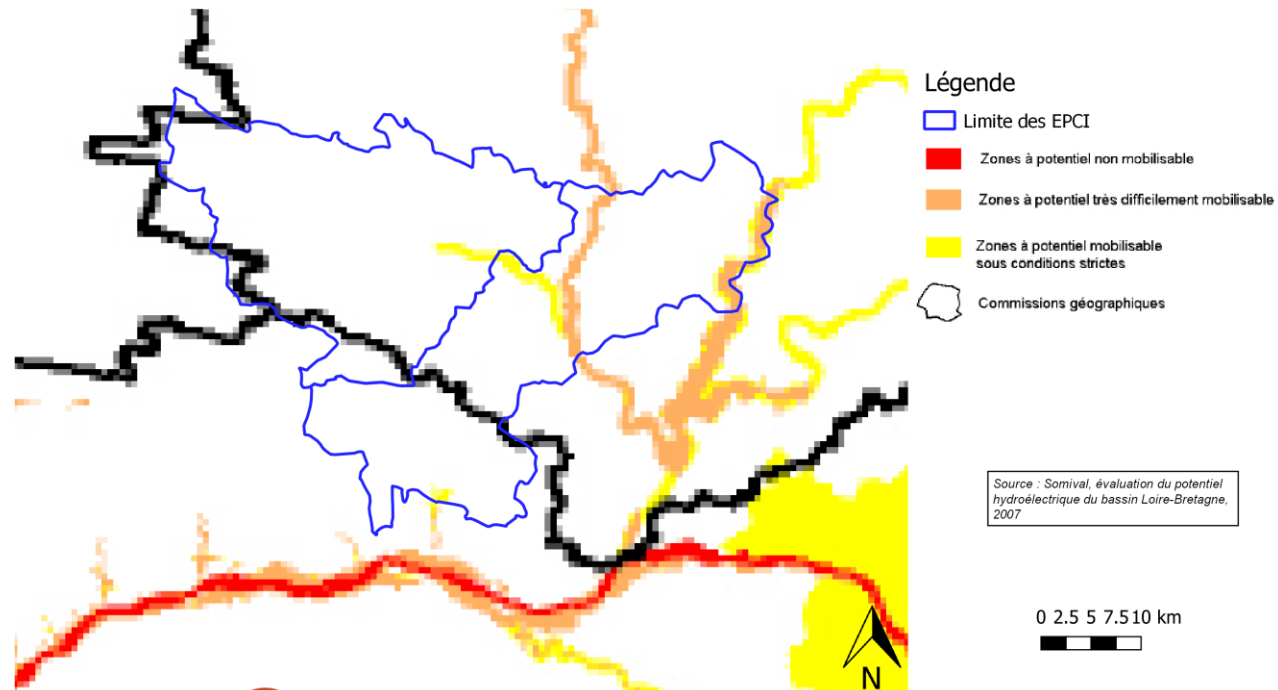 Légende
Limite des EPCI
Zones à potentiel non mobilisable
Zones à potentiel très difficilement mobilisable
Zones à potentiel mobilisable
sous conditions strictes
Commissions géographiques
Source : Somival, évaluation du potentiel
hydroélectrique du bassin Loire-Bretagne,
2007
0 2.5 5 7.5 10 km
N